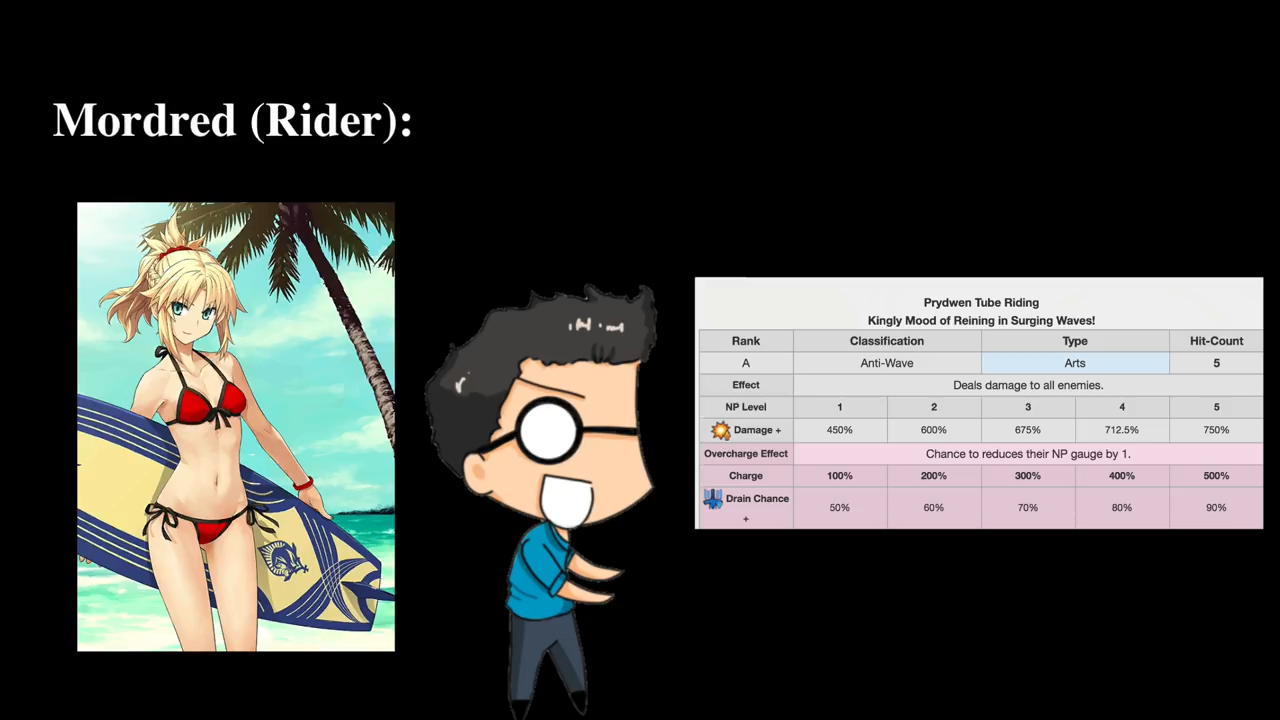 Mordred (Rider):
Prydwen Tube Riding
Kingly Mood of Reining in Surging Waves!
Rank Classification Type Hit-Count
A Anti-Wave Arts 5
Effect Deals damage to all enemies.
NP Level 1 2 3 4 5
Damage + 450% 600% 675% 712.5% 750%
Overcharge Effect Chance to reduces their NP gauge by 1.
Charge 100% 200% 300% 400% 500%
Drain Chance + 50% 60% 70% 80% 90%